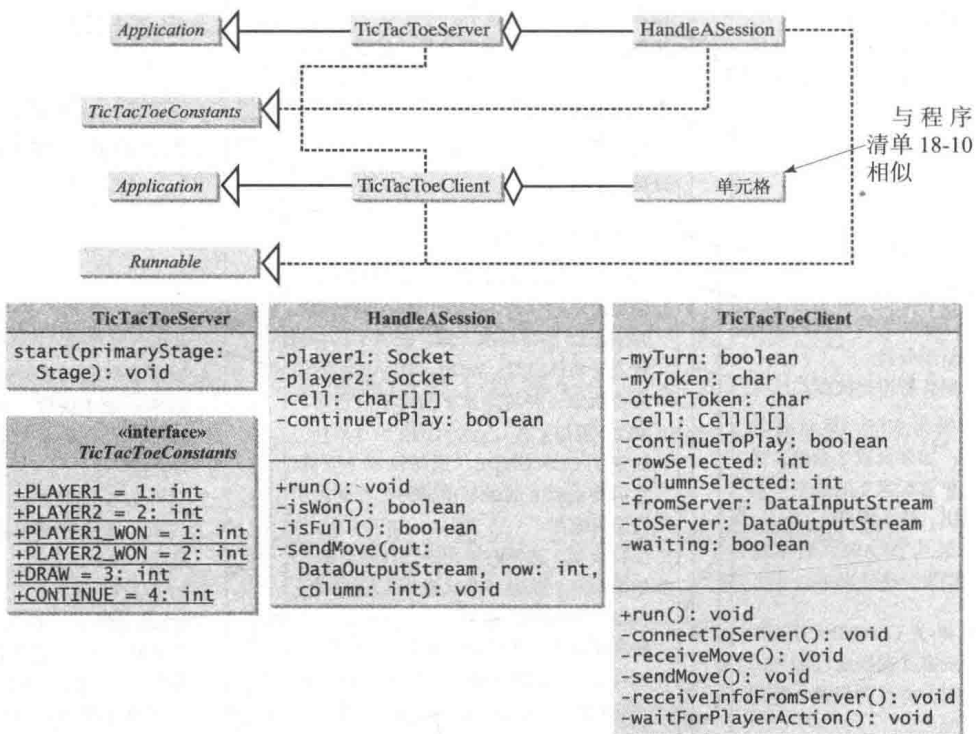 Application
TicTacToeServer
HandleASession
TicTacToeConstants
与程序
清单 18-10
相似
Application
TicTacToeClient
单元格
Runnable
TicTacToeServer
start(primaryStage:
Stage): void
«interface»
TicTacToeConstants
+PLAYER1 = 1: int
+PLAYER2 = 2: int
+PLAYER1_WON = 1: int
+PLAYER2_WON = 2: int
+DRAW = 3: int
+CONTINUE = 4: int
HandleASession
-player1: Socket
-player2: Socket
-cell: char[][]
-continueToPlay: boolean
+run(): void
-isWon(): boolean
-isFull(): boolean
-sendMove(out:
DataOutputStream, row: int,
column: int): void
TicTacToeClient
-myTurn: boolean
-myToken: char
-otherToken: char
-cell: Cell[][]
-continueToPlay: boolean
-rowSelected: int
-columnSelected: int
-fromServer: DataInputStream
-toServer: DataOutputStream
-waiting: boolean
+run(): void
-connectToServer(): void
-receiveMove(): void
-sendMove(): void
-receiveInfoFromServer(): void
-waitForPlayerAction(): void